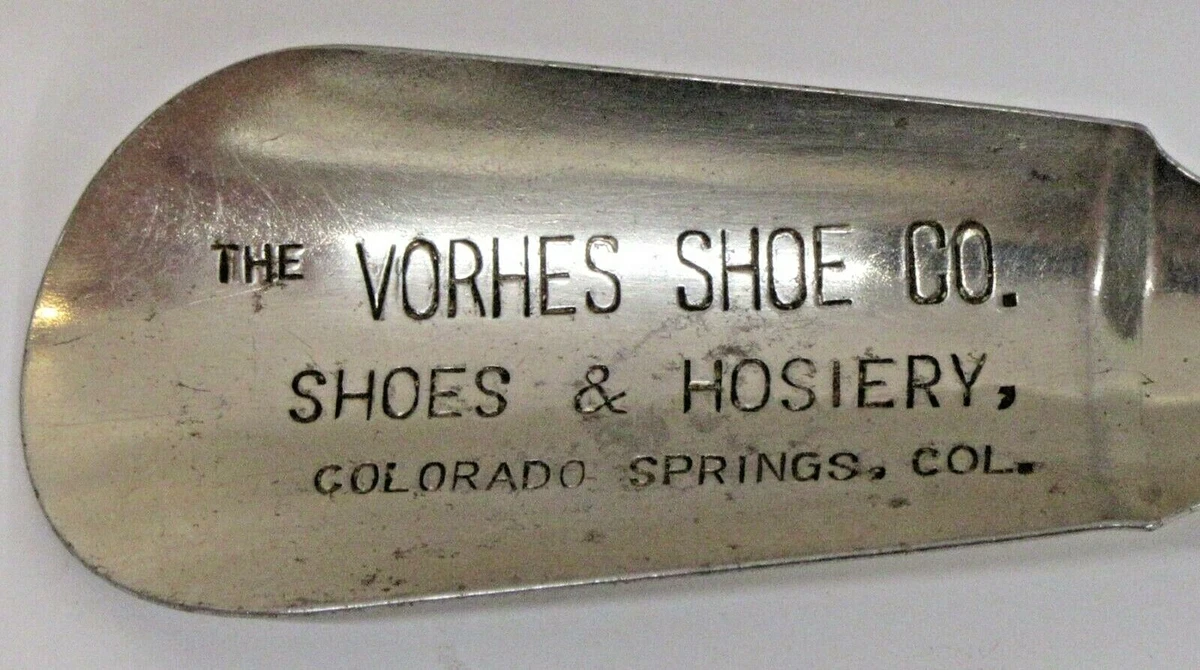 THE VORHES SHOE CO.
SHOES & HOSIERY,
COLORADO SPRINGS, COL.